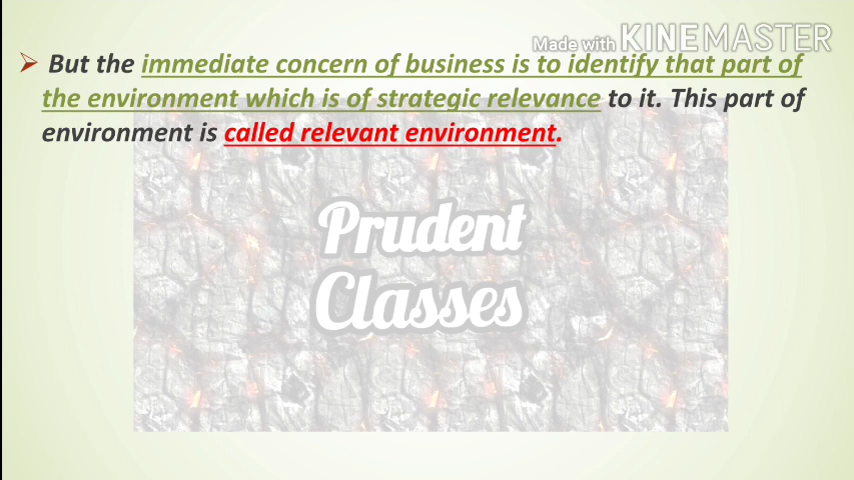 Made with KINEMASTER
➢ But the immediate concern of business is to identify that part of
the environment which is of strategic relevance to it. This part of
environment is called relevant environment.
Prudent
Classes